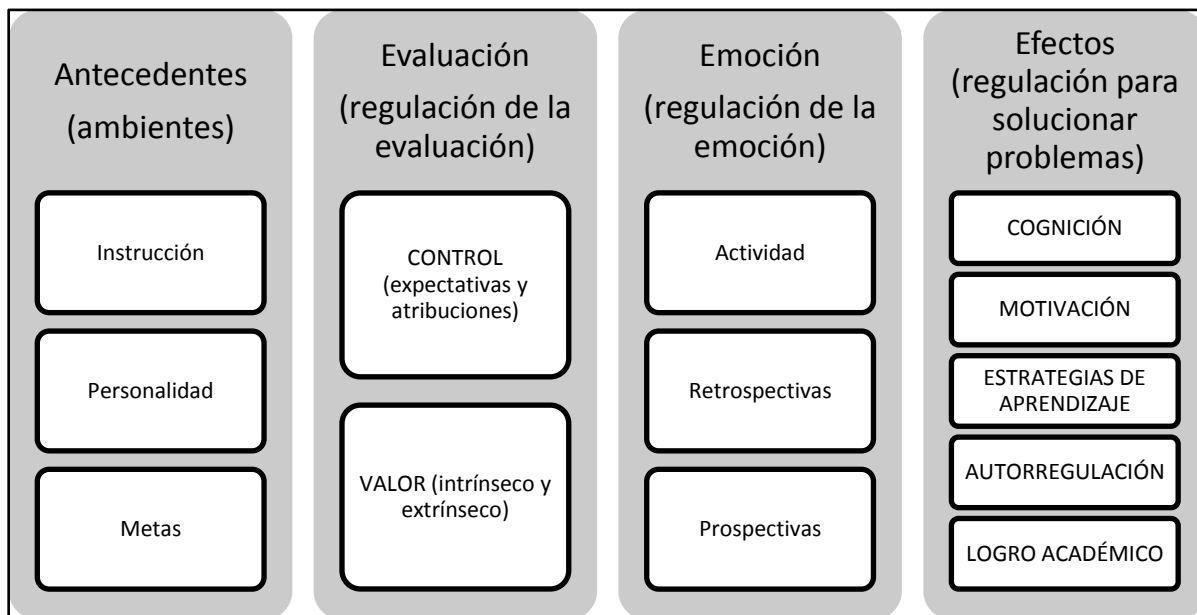 Antecedentes
(ambientes)
Instrucción
Personalidad
Metas
Evaluación
(regulación de la
evaluación)
CONTROL
(expectativas y
atribuciones)
VALOR (intrínseco y
extrínseco)
Emoción
(regulación de la
emoción)
Actividad
Retrospectivas
Prospectivas
Efectos
(regulación para
solucionar
problemas)
COGNICIÓN
MOTIVACIÓN
ESTRATEGIAS DE
APRENDIZAJE
AUTORREGULACIÓN
LOGRO ACADÉMICO